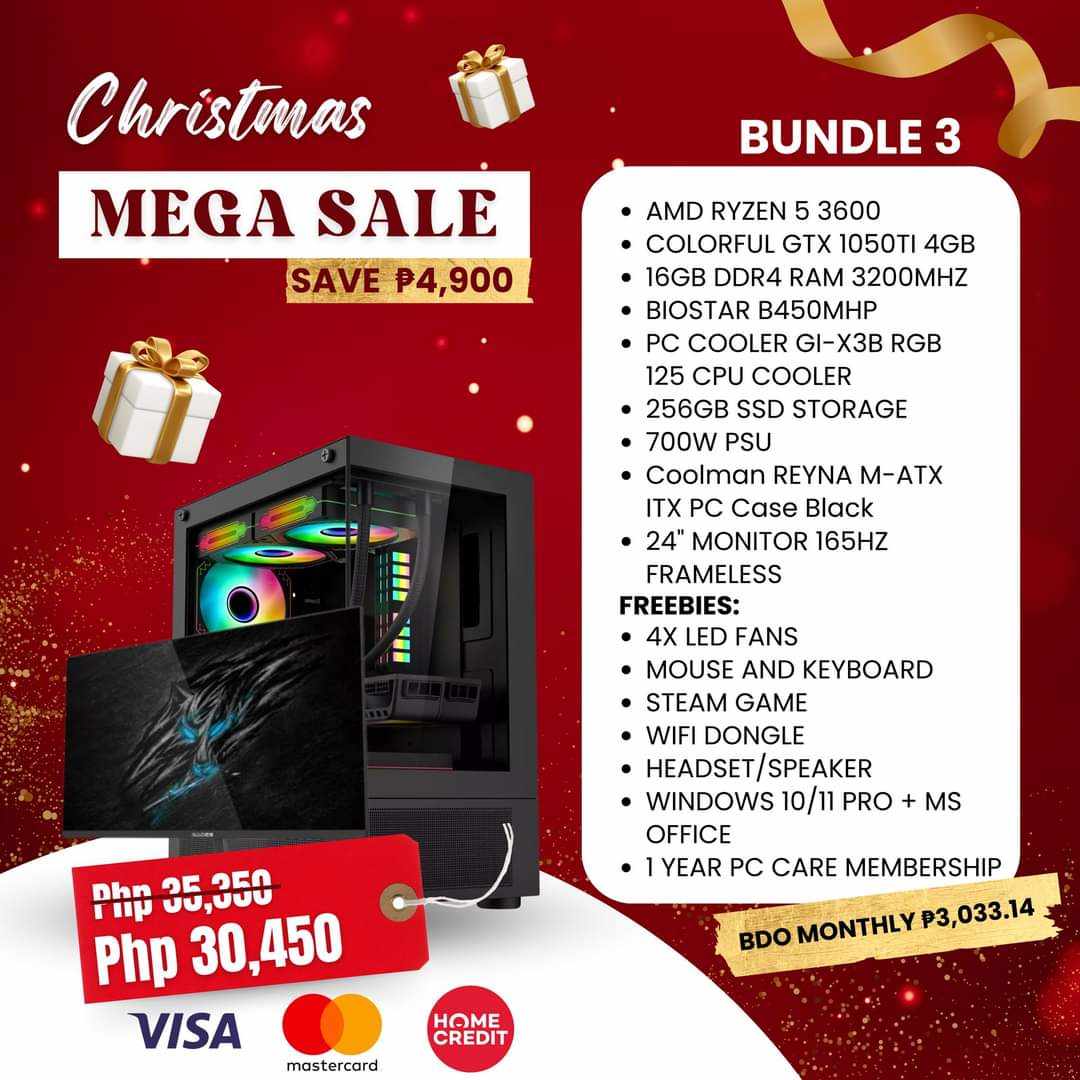 Christmas
MEGA SALE
SAVE ₱4,900
BUNDLE 3
• AMD RYZEN 5 3600
• COLORFUL GTX 1050TI 4GB
• 16GB DDR4 RAM 3200MHZ
• BIOSTAR B450MHP
• PC COOLER GI-X3B RGB
125 CPU COOLER
• 256GB SSD STORAGE
• 700W PSU
• Coolman REYNA M-ATX
ITX PC Case Black
• 24" MONITOR 165HZ
FRAMELESS
FREEBIES:
• 4X LED FANS
• MOUSE AND KEYBOARD
• STEAM GAME
• WIFI DONGLE
• HEADSET/SPEAKER
• WINDOWS 10/11 PRO + MS
OFFICE
• 1 YEAR PC CARE MEMBERSHIP
BDO MONTHLY ₱3,033.14
Php 35,350
Php 30,450
VISA
mastercard
HOME
CREDIT